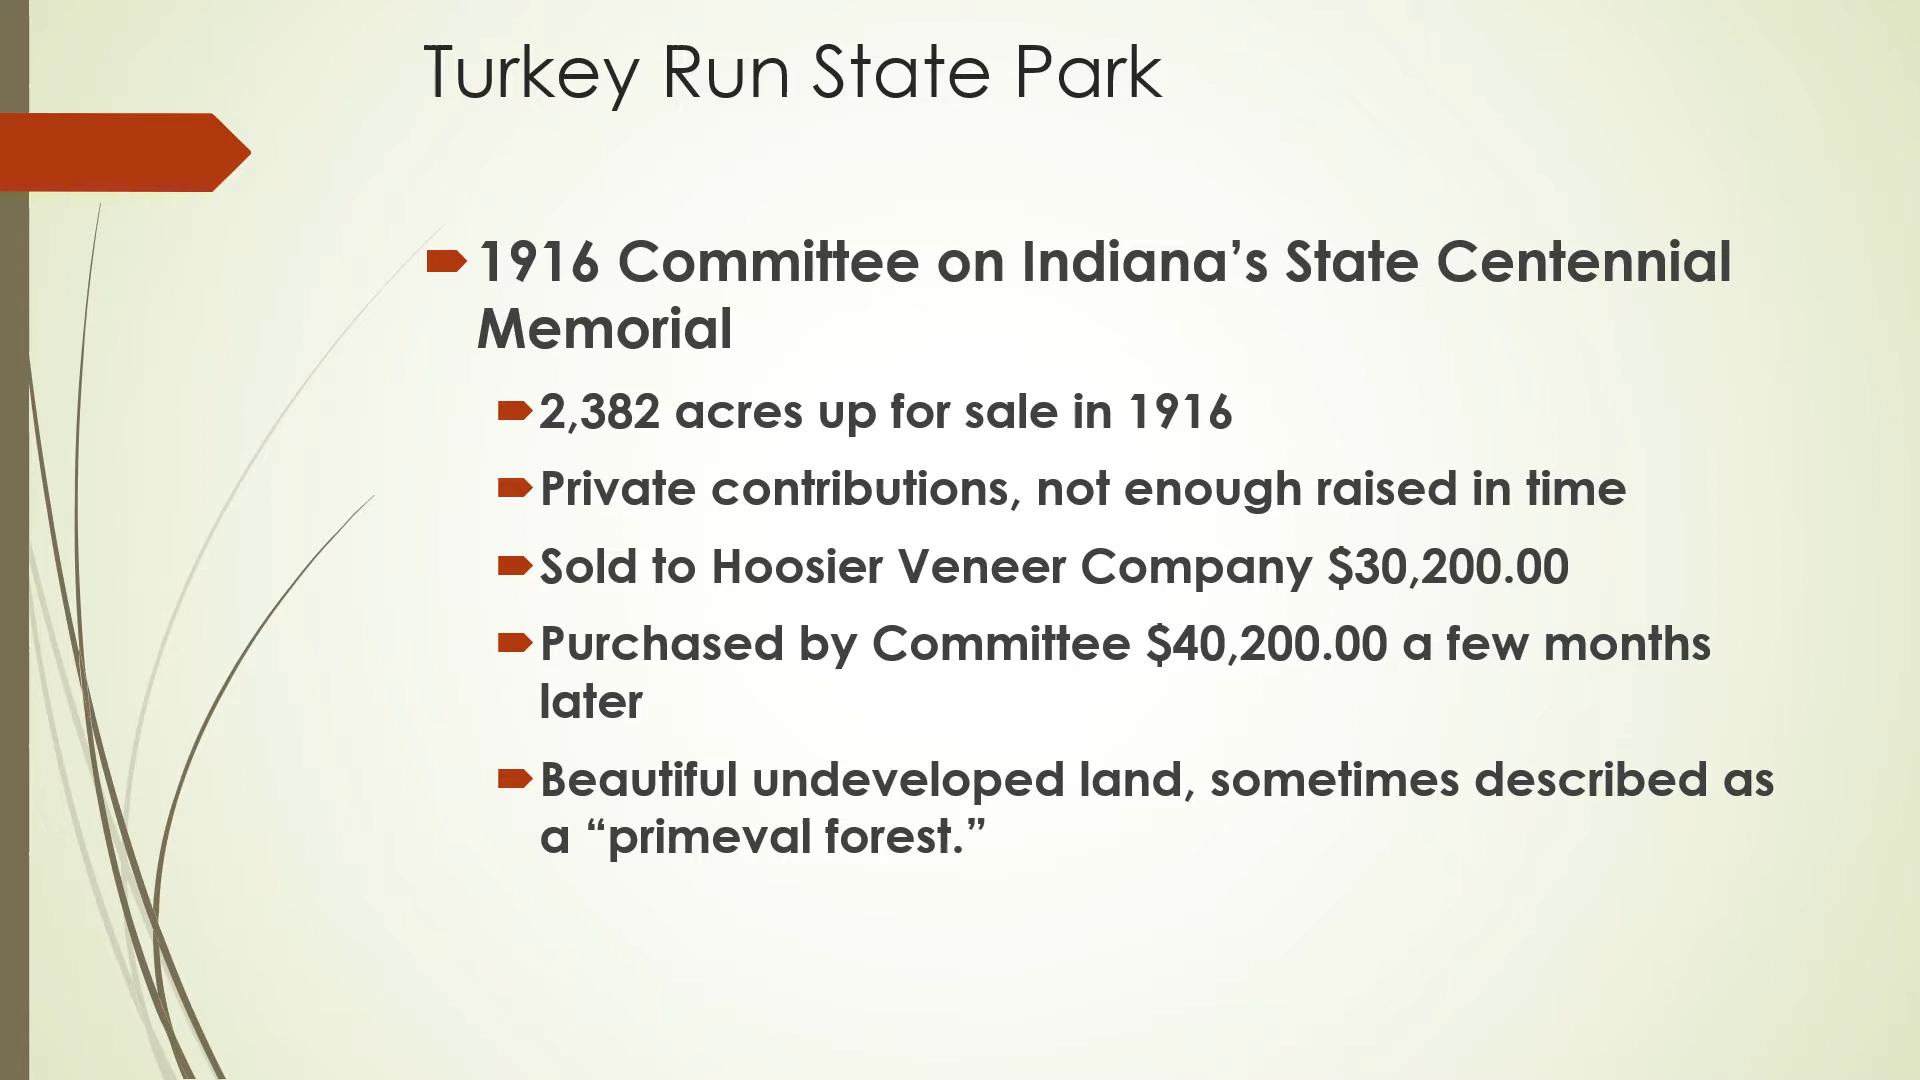 Turkey Run State Park
1916 Committee on Indiana’s State Centennial
Memorial
2,382 acres up for sale in 1916
Private contributions, not enough raised in time
Sold to Hoosier Veneer Company $30,200.00
Purchased by Committee $40,200.00 a few months
later
Beautiful undeveloped land, sometimes described as
a “primeval forest.”